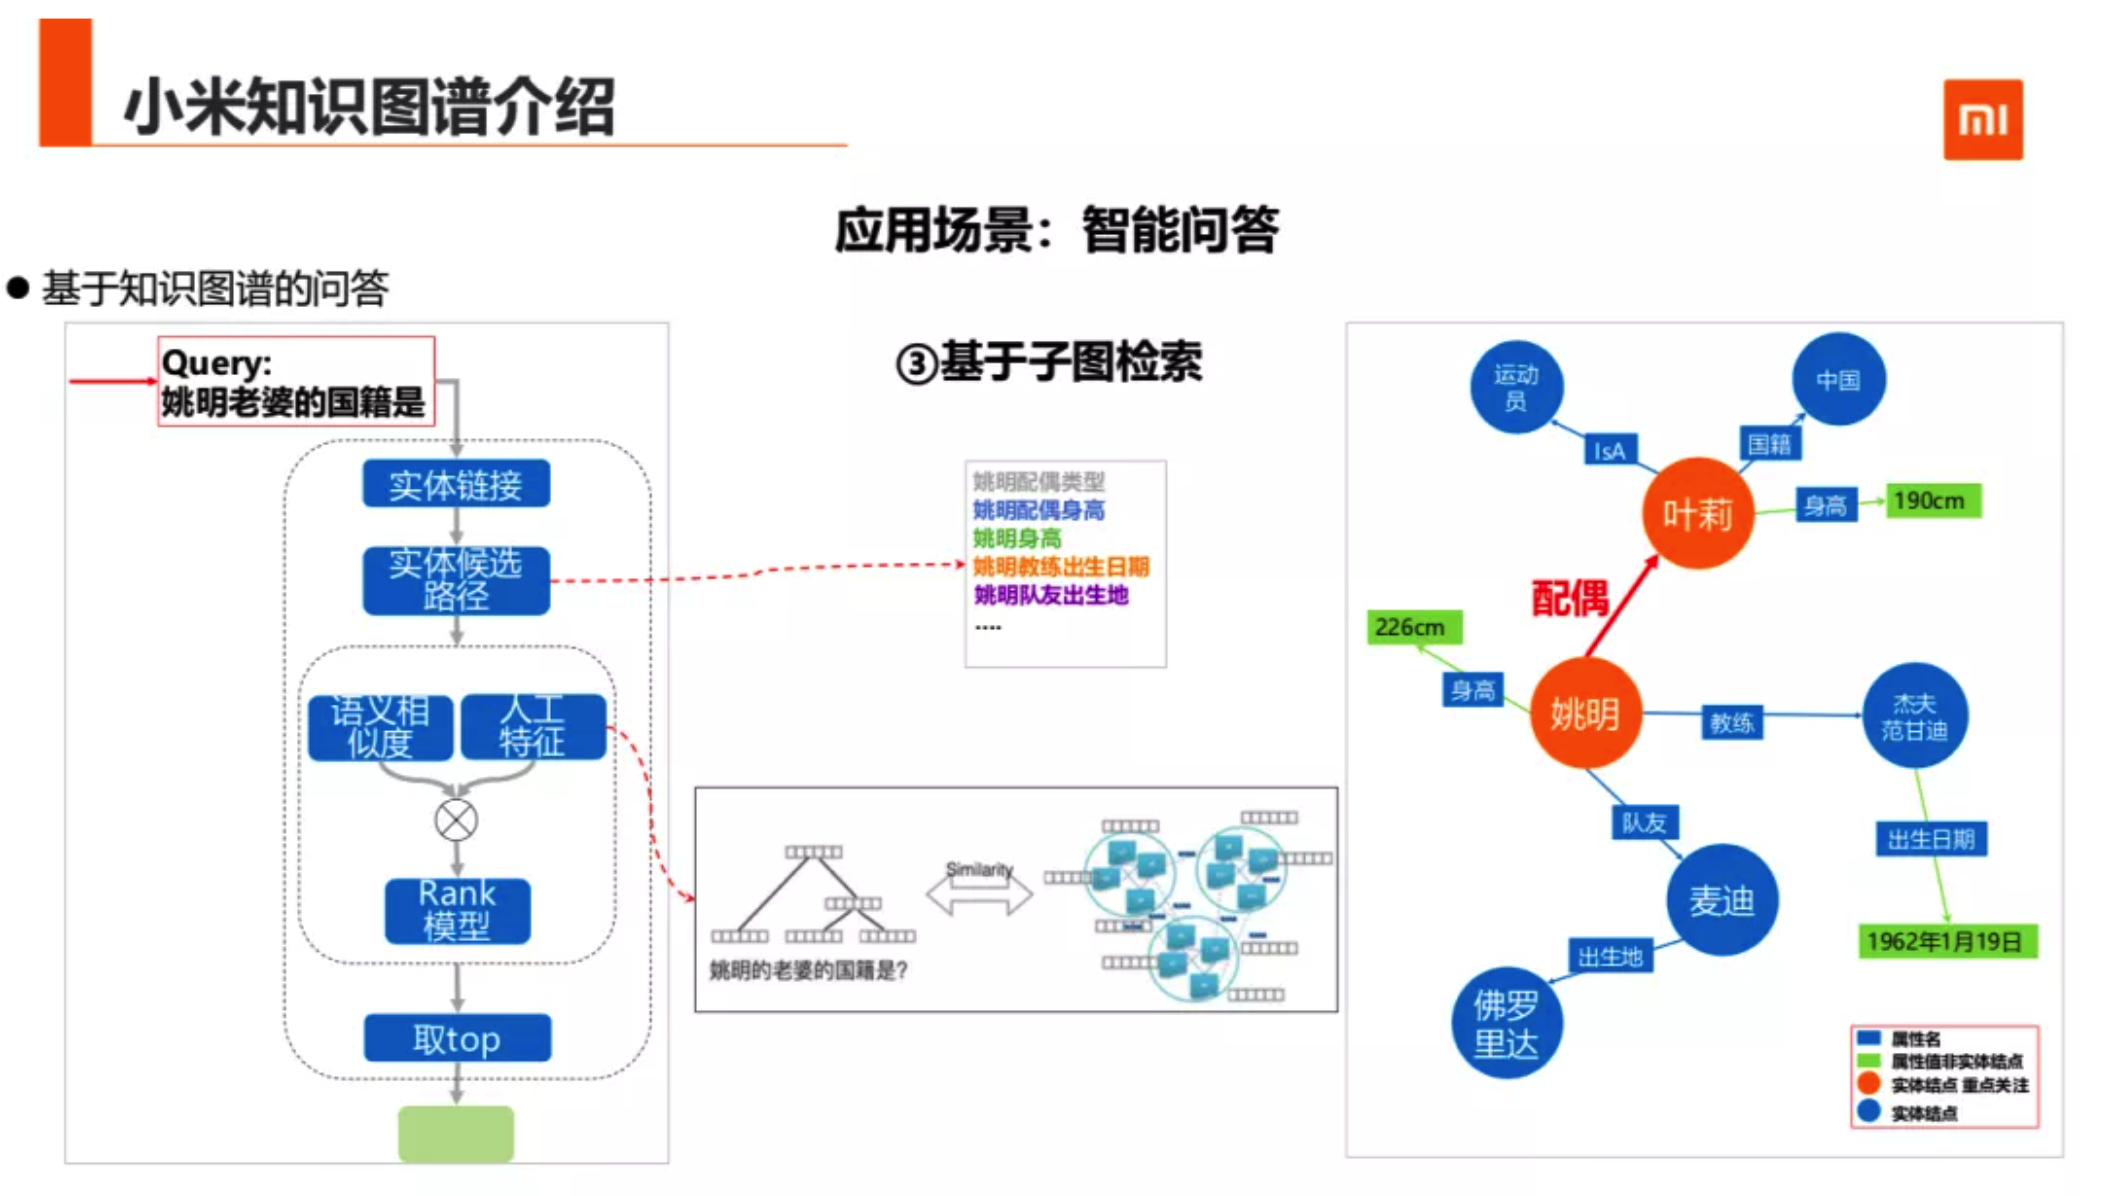 小米知识图谱介绍
mi
应用场景：智能问答
● 基于知识图谱的问答
③基于子图检索
Query:
姚明老婆的国籍是
实体链接
实体候选
路径
语义相
似度
人工
特征
Rank
模型
取top
姚明配偶类型
姚明配偶身高
姚明身高
姚明教练出生日期
姚明队友出生地
....
Similarity
姚明的老婆的国籍是?
运动
员
中国
IsA
国籍
叶莉
身高
190cm
配偶
226cm
身高
姚明
教练
杰夫
范甘迪
队友
出生日期
麦迪
1962年1月19日
出生地
佛罗
里达
属性名
属性值非实体结点
实体结点 重点关注
实体结点